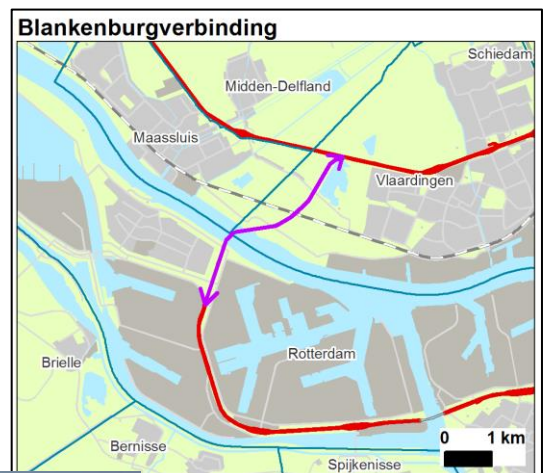 Blankenburgverbinding
Schiedam
Midden-Delfland
Maassluis
Vlaardingen
Rotterdam
Brielle
Bernisse
Spijkenisse
0 1 km